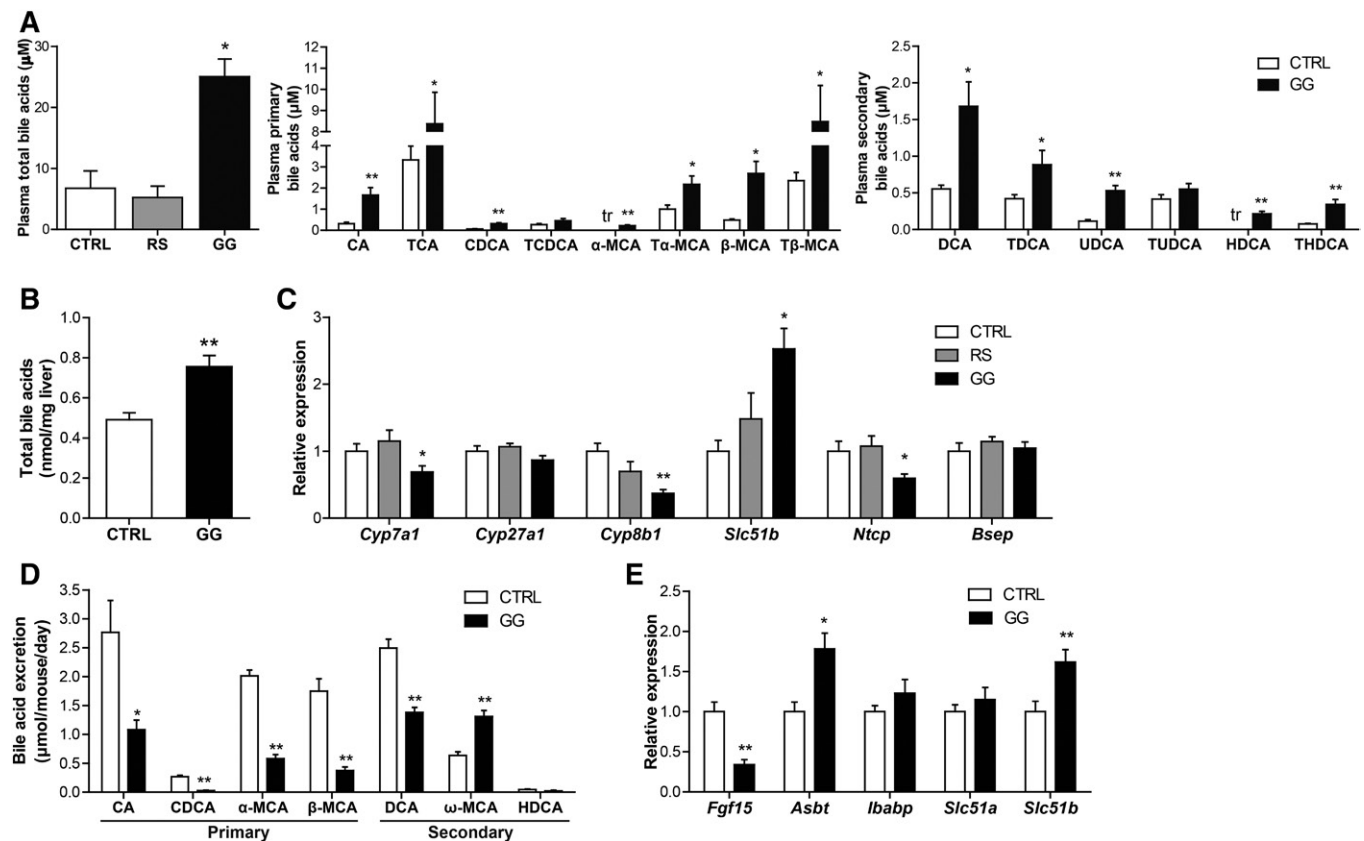 A
Plasma total bile acids (µM)
30
20
10
0
*
CTRL RS GG
Plasma primary
bile acids (µM)
12
10
8
6
4
4
3
2
1
0
** * ** tr ** * * *
CA TCA CDCA TCDCA α-MCA Tα-MCA β-MCA Tβ-MCA
Plasma secondary
bile acids (µM)
2.5
2.0
1.5
1.0
0.5
0.0
* * ** tr ** **
DCA TDCA UDCA TUDCA HDCA THDCA
CTRL
GG
B
Total bile acids
(nmol/mg liver)
1.0
0.8
0.6
0.4
0.2
0.0
**
CTRL GG
C
Relative expression
3
2
1
0
* ** * *
Cyp7a1 Cyp27a1 Cyp8b1 Slc51b Ntcp Bsep
CTRL
RS
GG
D
Bile acid excretion
(µmol/mouse/day)
3.5
3.0
2.5
2.0
1.5
1.0
0.5
0.0
* ** ** ** ** **
CA CDCA α-MCA β-MCA DCA ω-MCA HDCA
Primary Secondary
CTRL
GG
E
Relative expression
2.5
2.0
1.5
1.0
0.5
0.0
** * **
Fgf15 Asbt Ibabp Slc51a Slc51b
CTRL
GG